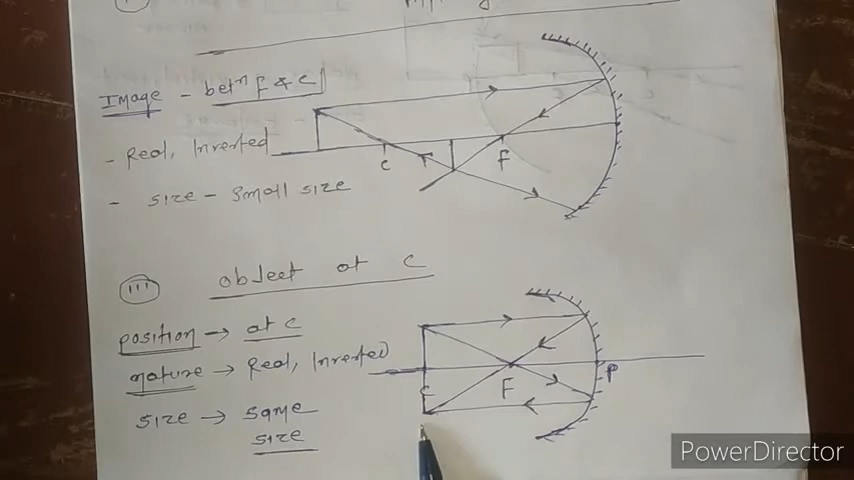 Image - betn F & C
- Real, Inverted
- size - small size
C
F
(iii) object at C
position → at C
nature → Real, Inverted
size → same
size
C
F
P
PowerDirector